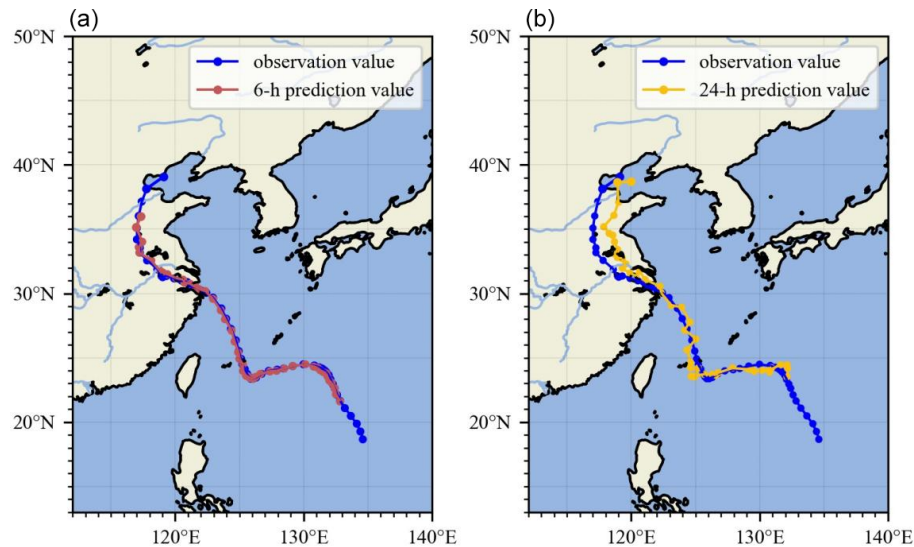 (a)
50°N
40°N
30°N
20°N
120°E
130°E
140°E
observation value
6-h prediction value
(b)
50°N
40°N
30°N
20°N
120°E
130°E
140°E
observation value
24-h prediction value